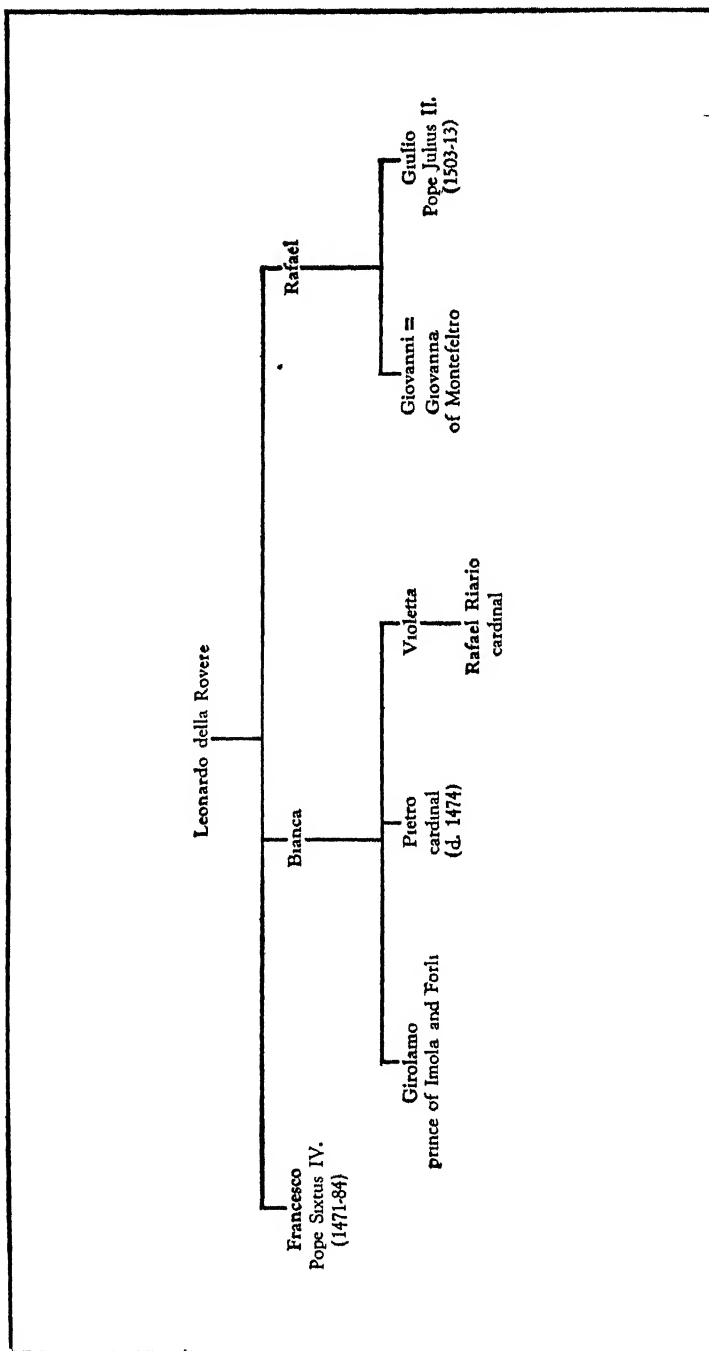 Leonardo della Rovere
Francesco
Pope Sixtus IV.
(1471-84)
Bianca
Rafael
Girolamo
prince of Imola and Forli
Pietro
cardinal
(d. 1474)
Violetta
Giovanni =
Giovanna
of Montefeltro
Giulio
Pope Julius II.
(1503-13)
Rafael Riario
cardinal